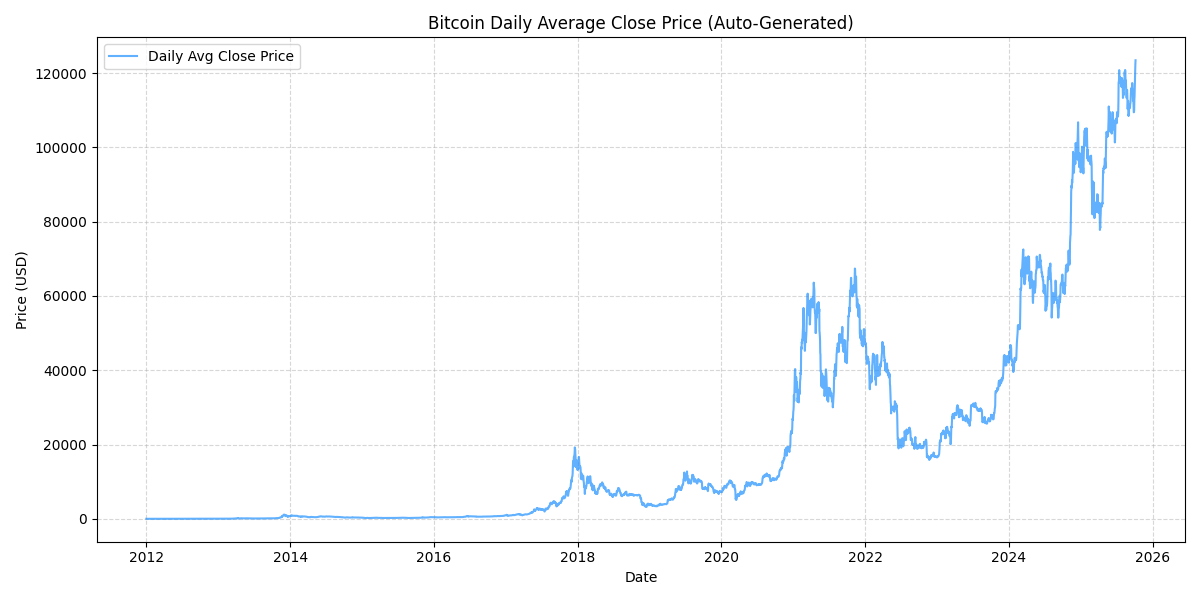 Bitcoin Daily Average Close Price (Auto-Generated)
Daily Avg Close Price
Price (USD)
120000
100000
80000
60000
40000
20000
0
2012 2014 2016 2018 2020 2022 2024 2026
Date